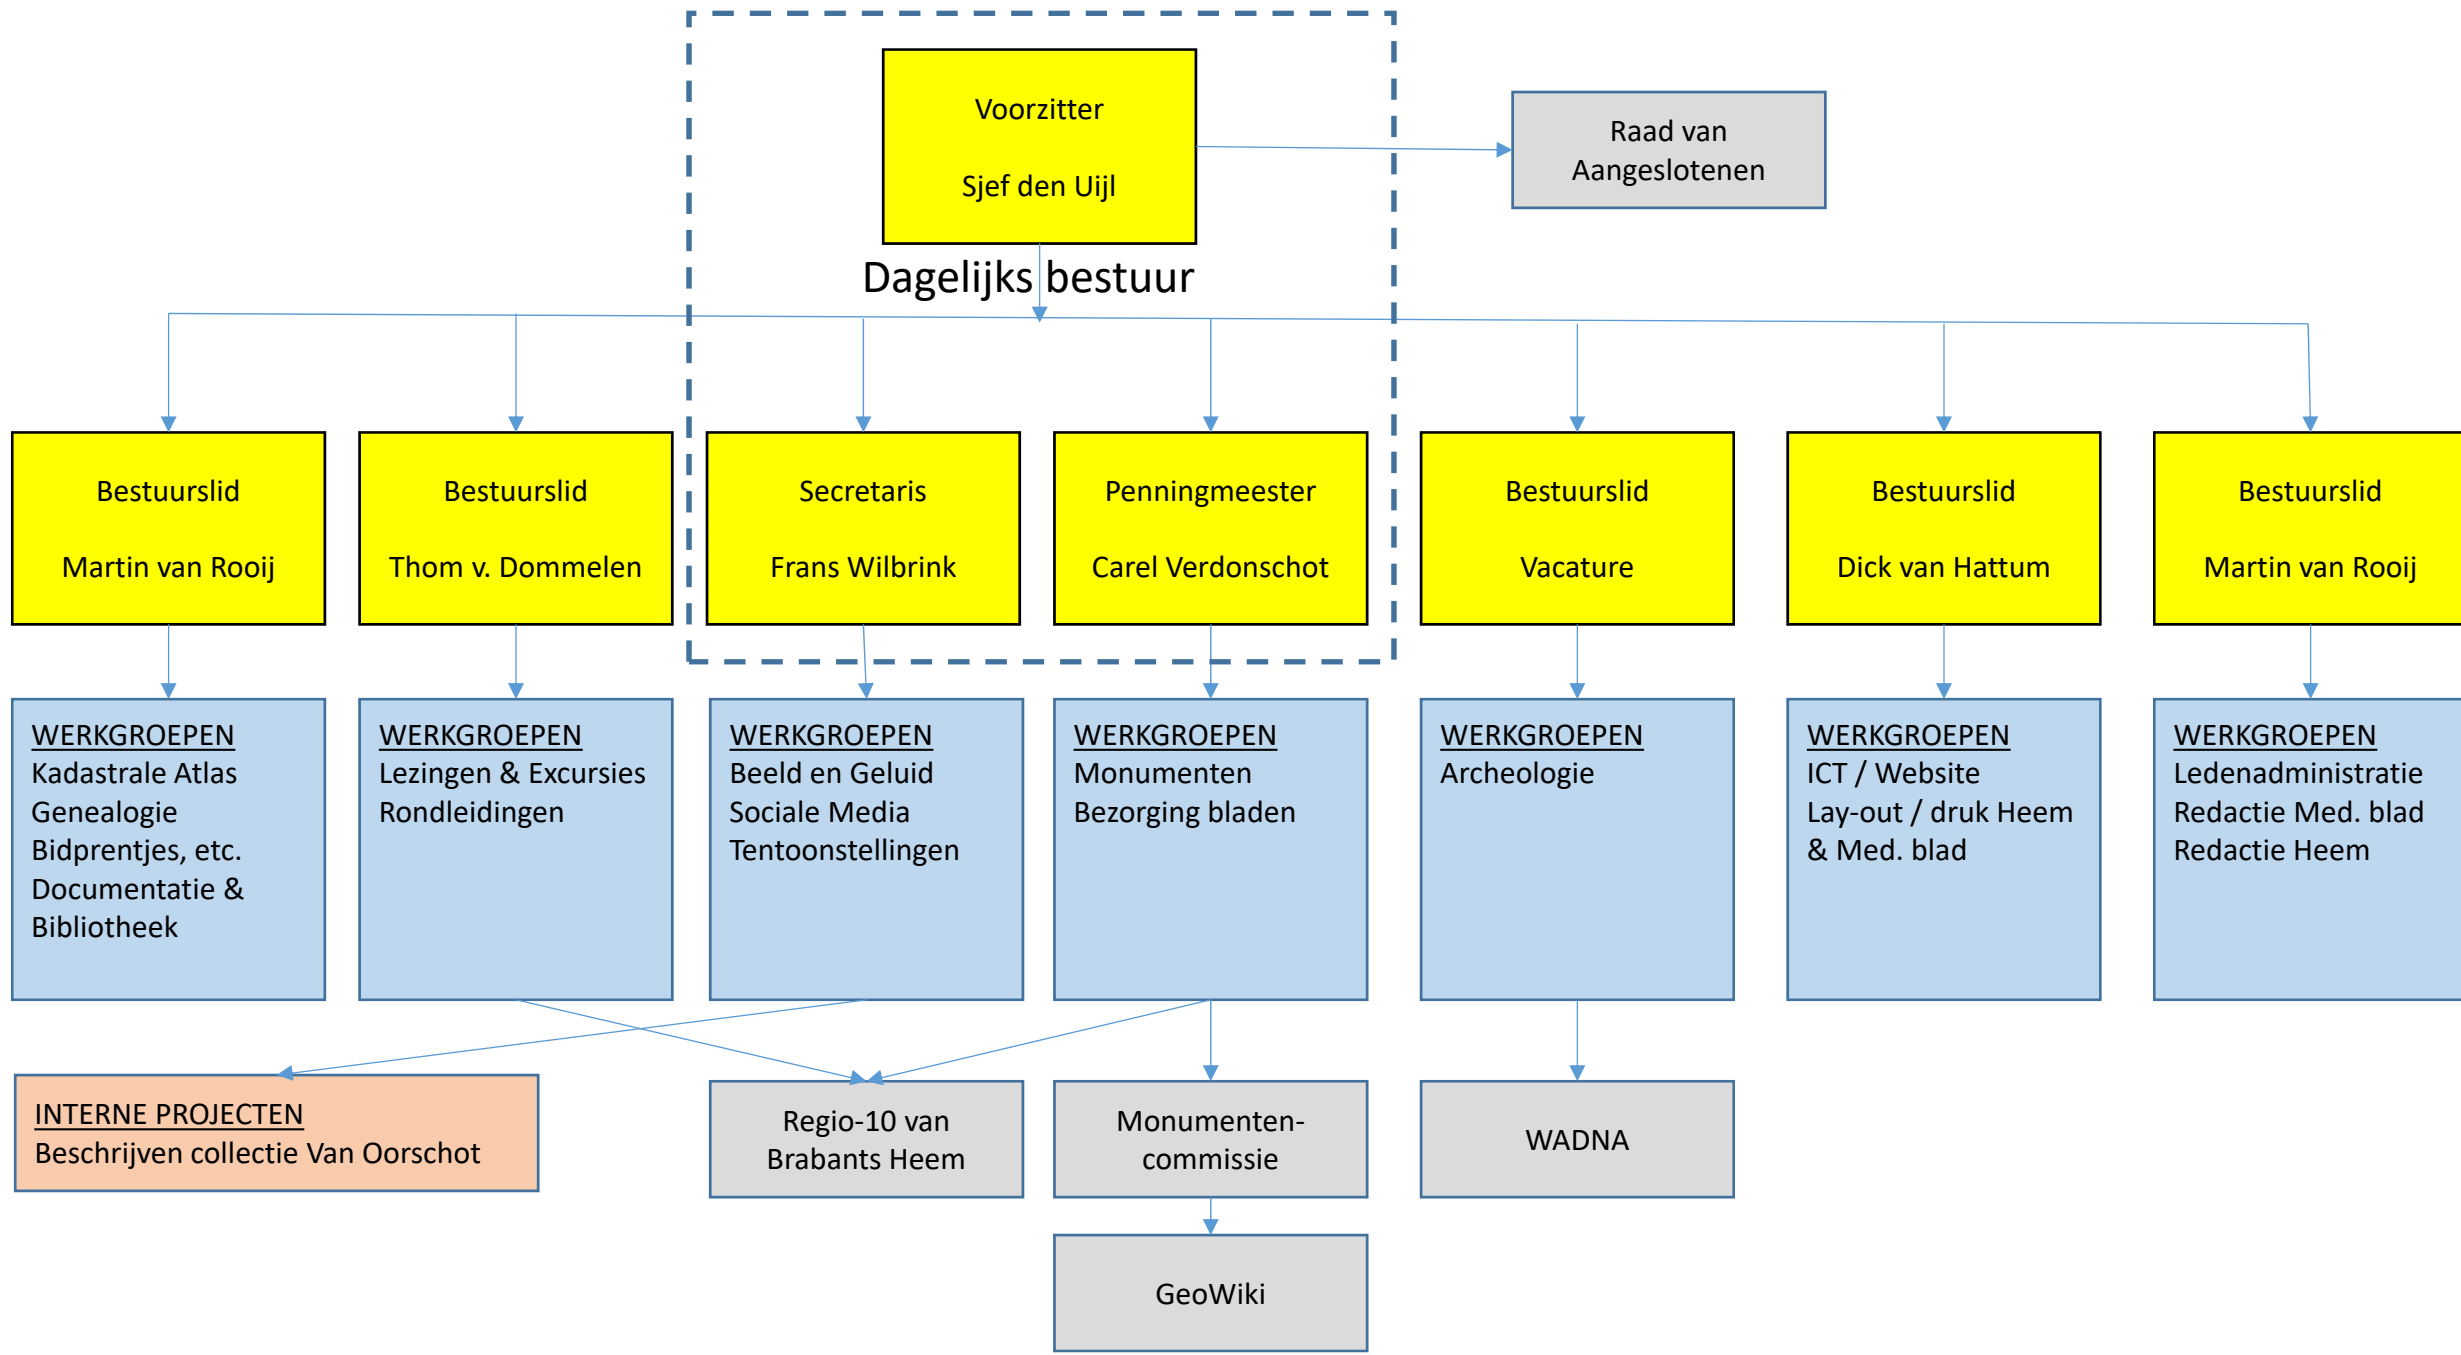 Voorzitter
Sjef den Uijl
Raad van
Aangeslotenen
Dagelijks bestuur
Bestuurslid
Martin van Rooij
Bestuurslid
Thom v. Dommelen
Secretaris
Frans Wilbrink
Penningmeester
Carel Verdonschot
Bestuurslid
Vacature
Bestuurslid
Dick van Hattum
Bestuurslid
Martin van Rooij
WERKGROEPEN
Kadastrale Atlas
Genealogie
Bidprentjes, etc.
Documentatie &
Bibliotheek
WERKGROEPEN
Lezingen & Excursies
Rondleidingen
WERKGROEPEN
Beeld en Geluid
Sociale Media
Tentoonstellingen
WERKGROEPEN
Monumenten
Bezorging bladen
WERKGROEPEN
Archeologie
WERKGROEPEN
ICT / Website
Lay-out / druk Heem
& Med. blad
WERKGROEPEN
Ledenadministratie
Redactie Med. blad
Redactie Heem
INTERNE PROJECTEN
Beschrijven collectie Van Oorschot
Regio-10 van
Brabants Heem
Monumenten-
commissie
WADNA
GeoWiki